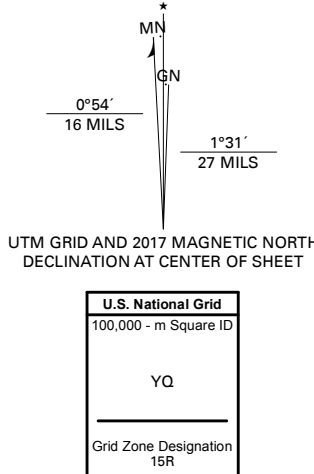 MN
GN
0°54´
16 MILS
1°31´
27 MILS
UTM GRID AND 2017 MAGNETIC NORTH
DECLINATION AT CENTER OF SHEET
U.S. National Grid
100,000 - m Square ID
YQ
Grid Zone Designation
15R